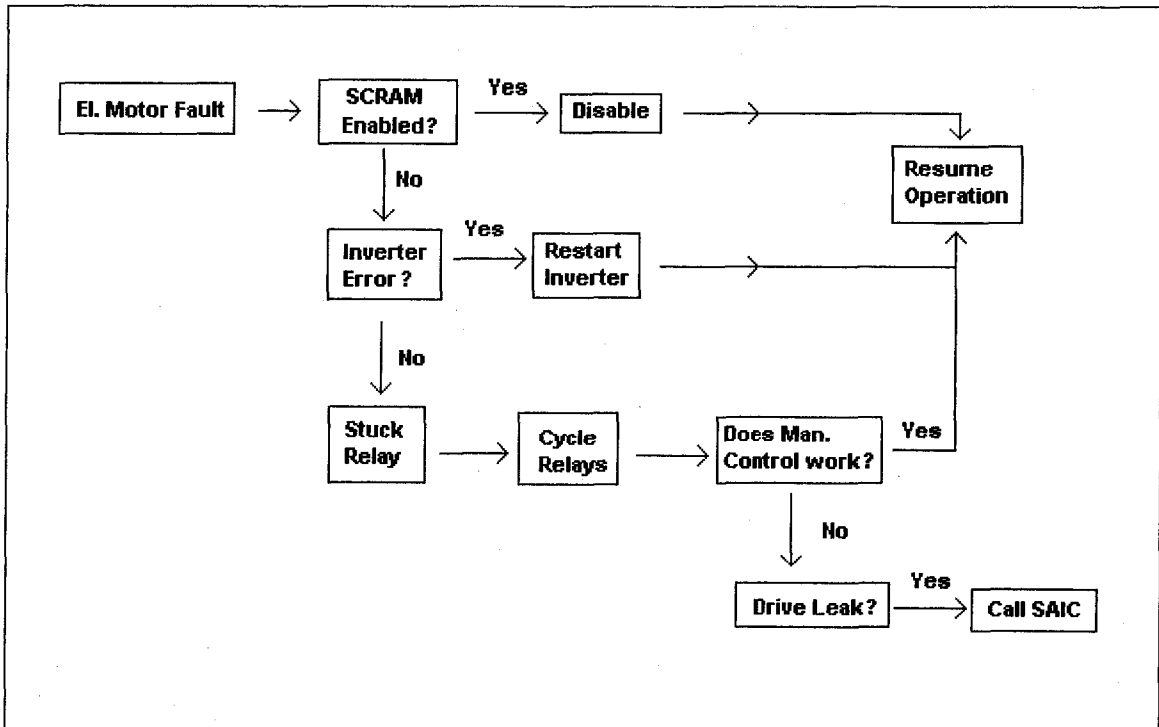 El. Motor Fault
SCRAM
Enabled?
Yes
Disable
Resume
Operation
No
Inverter
Error ?
Yes
Restart
Inverter
No
Stuck
Relay
Cycle
Relays
Does Man.
Control work?
Yes
No
Drive Leak?
Yes
Call SAIC